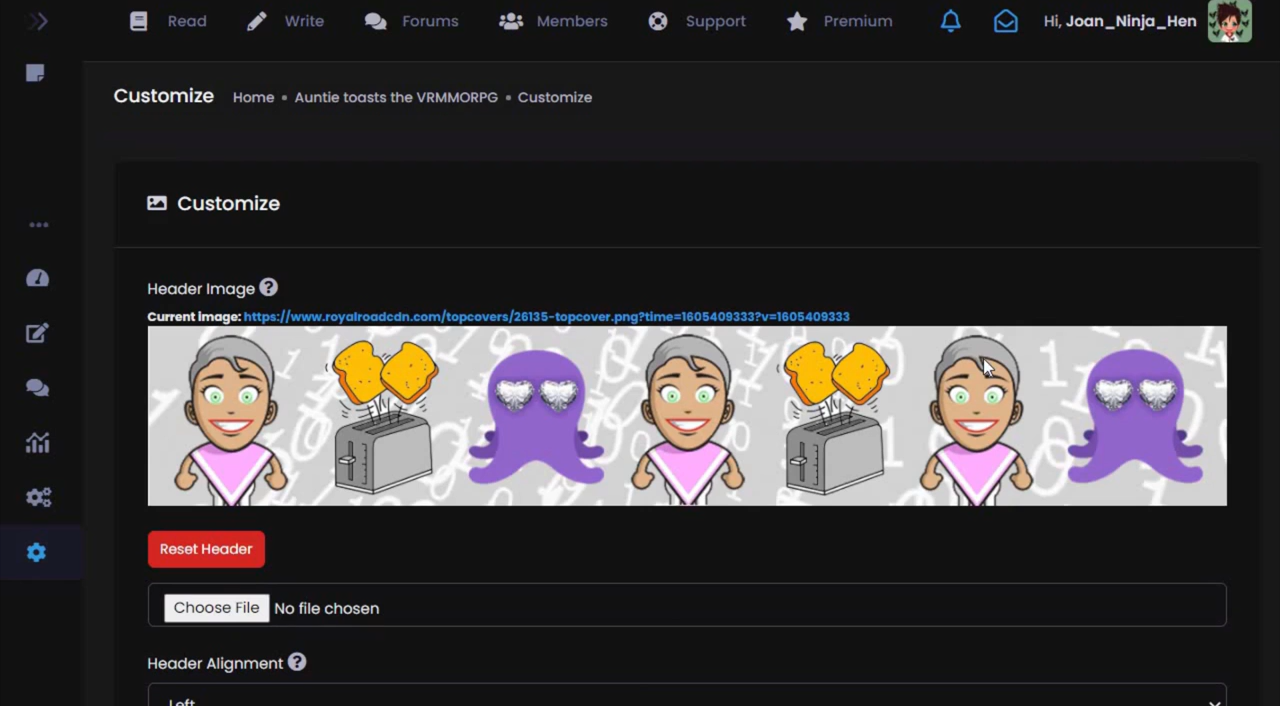 Read Write Forums Members Support Premium Hi, Joan_Ninja_Hen
Customize Home • Auntie toasts the VRMMORPG • Customize
Customize
Header Image ?
Current image: https://www.royalroadcdn.com/topcovers/26135-topcover.png?time=1605409333?v=1605409333
Reset Header
Choose File No file chosen
Header Alignment ?
Left